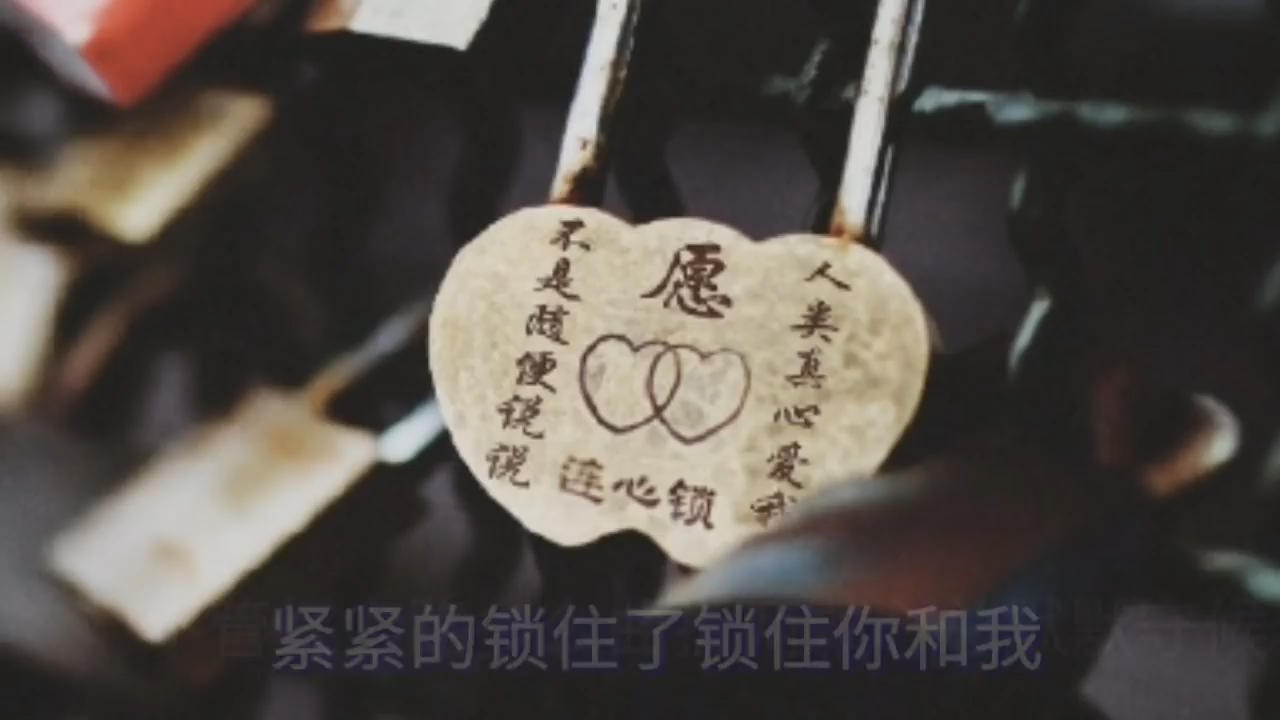 愿
人类真心爱我
不是随便说说
连心锁
紧紧的锁住了锁住你和我